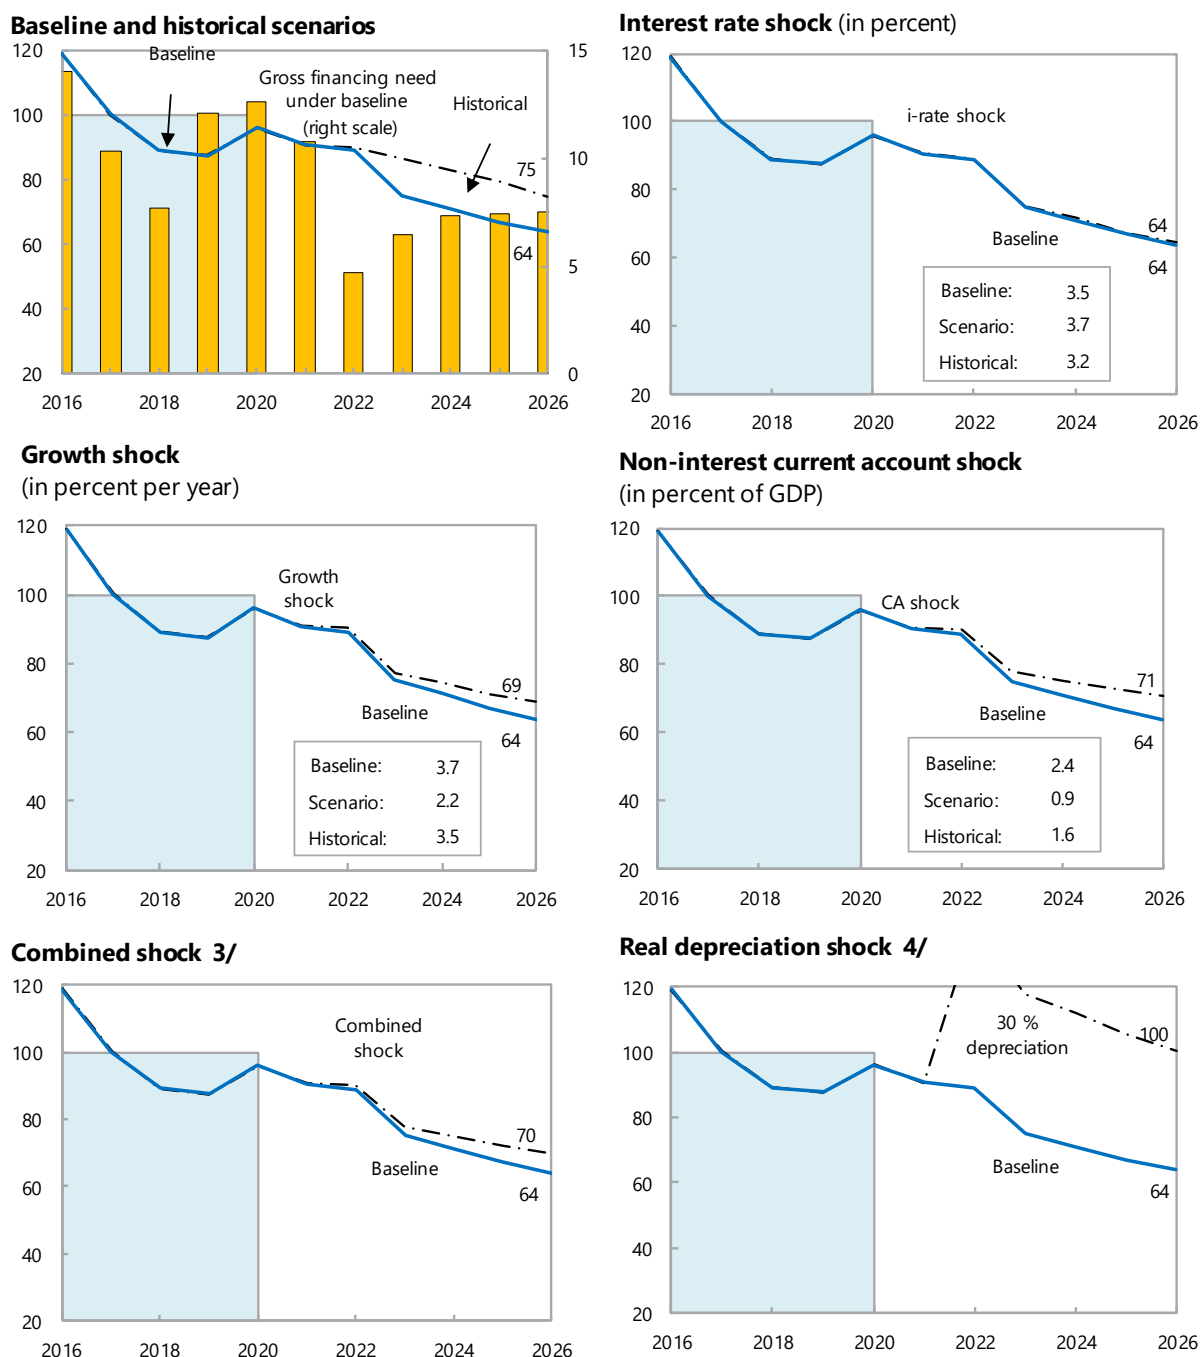 Baseline and historical scenarios
120
100
80
60
40
20
15
10
5
0
Baseline
Gross financing need
under baseline
(right scale)
Historical
75
64
2016 2018 2020 2022 2024 2026
Interest rate shock (in percent)
120
100
80
60
40
20
i-rate shock
64
Baseline
64
Baseline: 3.5
Scenario: 3.7
Historical: 3.2
2016 2018 2020 2022 2024 2026
Growth shock
(in percent per year)
120
100
80
60
40
20
Growth
shock
69
Baseline
64
Baseline: 3.7
Scenario: 2.2
Historical: 3.5
2016 2018 2020 2022 2024 2026
Non-interest current account shock
(in percent of GDP)
120
100
80
60
40
20
CA shock
71
Baseline
64
Baseline: 2.4
Scenario: 0.9
Historical: 1.6
2016 2018 2020 2022 2024 2026
Combined shock 3/
120
100
80
60
40
20
Combined
shock
70
Baseline
64
2016 2018 2020 2022 2024 2026
Real depreciation shock 4/
120
100
80
60
40
20
30 %
depreciation
100
Baseline
64
2016 2018 2020 2022 2024 2026